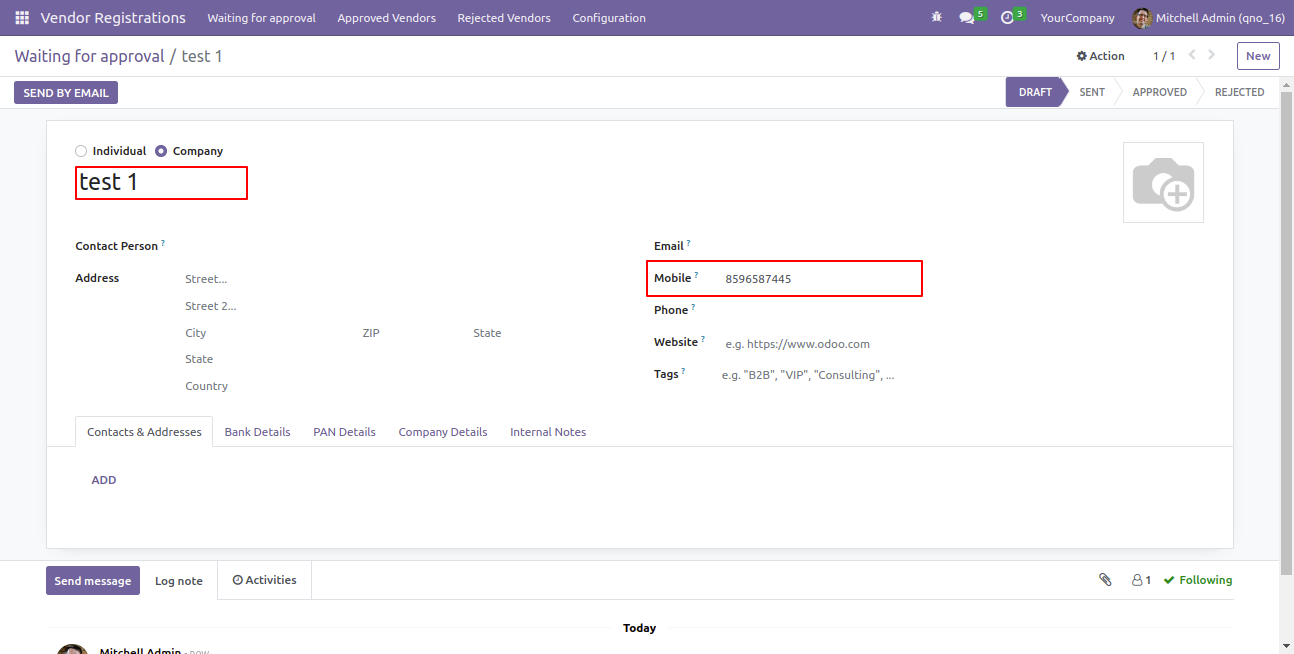 Vendor Registrations Waiting for approval Approved Vendors Rejected Vendors Configuration 5 3 YourCompany Mitchell Admin (qno_16)
Waiting for approval / test 1 Action 1 / 1 New
SEND BY EMAIL DRAFT SENT APPROVED REJECTED
Individual Company
test 1
Contact Person ? Email ?
Address Street... Mobile ? 8596587445
Street 2... Phone ?
City ZIP State Website ? e.g. https://www.odoo.com
State Tags ? e.g. "B2B", "VIP", "Consulting", ...
Country
Contacts & Addresses Bank Details PAN Details Company Details Internal Notes
ADD
Send message Log note Activities 1 Following
Today
Mitchell Admin - now